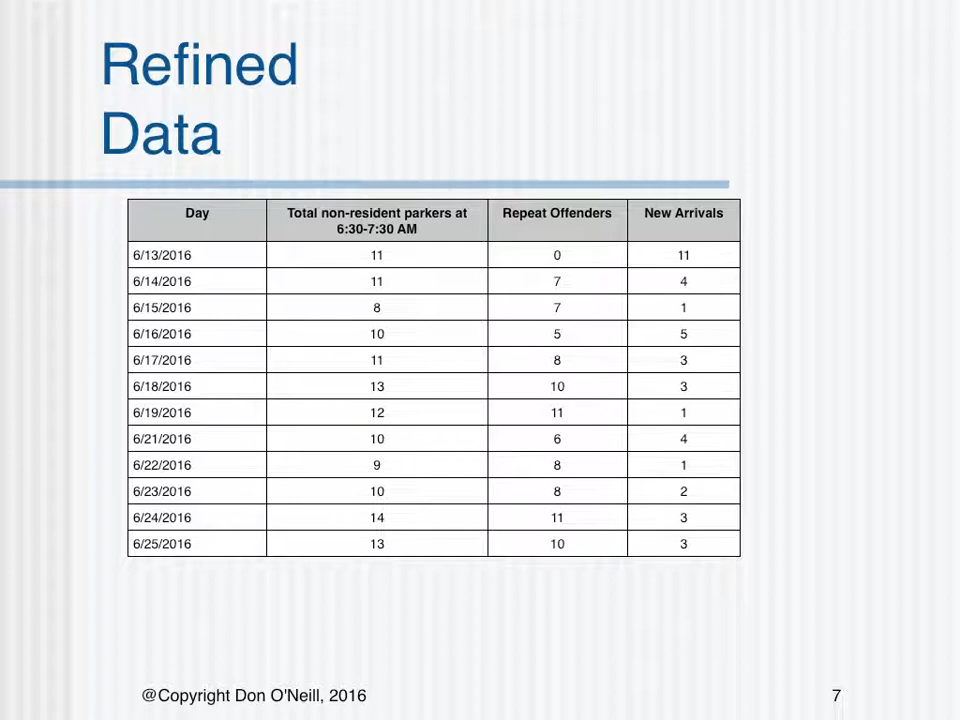 Refined
Data
Day Total non-resident parkers at 6:30-7:30 AM Repeat Offenders New Arrivals
6/13/2016 11 0 11
6/14/2016 11 7 4
6/15/2016 8 7 1
6/16/2016 10 5 5
6/17/2016 11 8 3
6/18/2016 13 10 3
6/19/2016 12 11 1
6/21/2016 10 6 4
6/22/2016 9 8 1
6/23/2016 10 8 2
6/24/2016 14 11 3
6/25/2016 13 10 3
@Copyright Don O'Neill, 2016 7